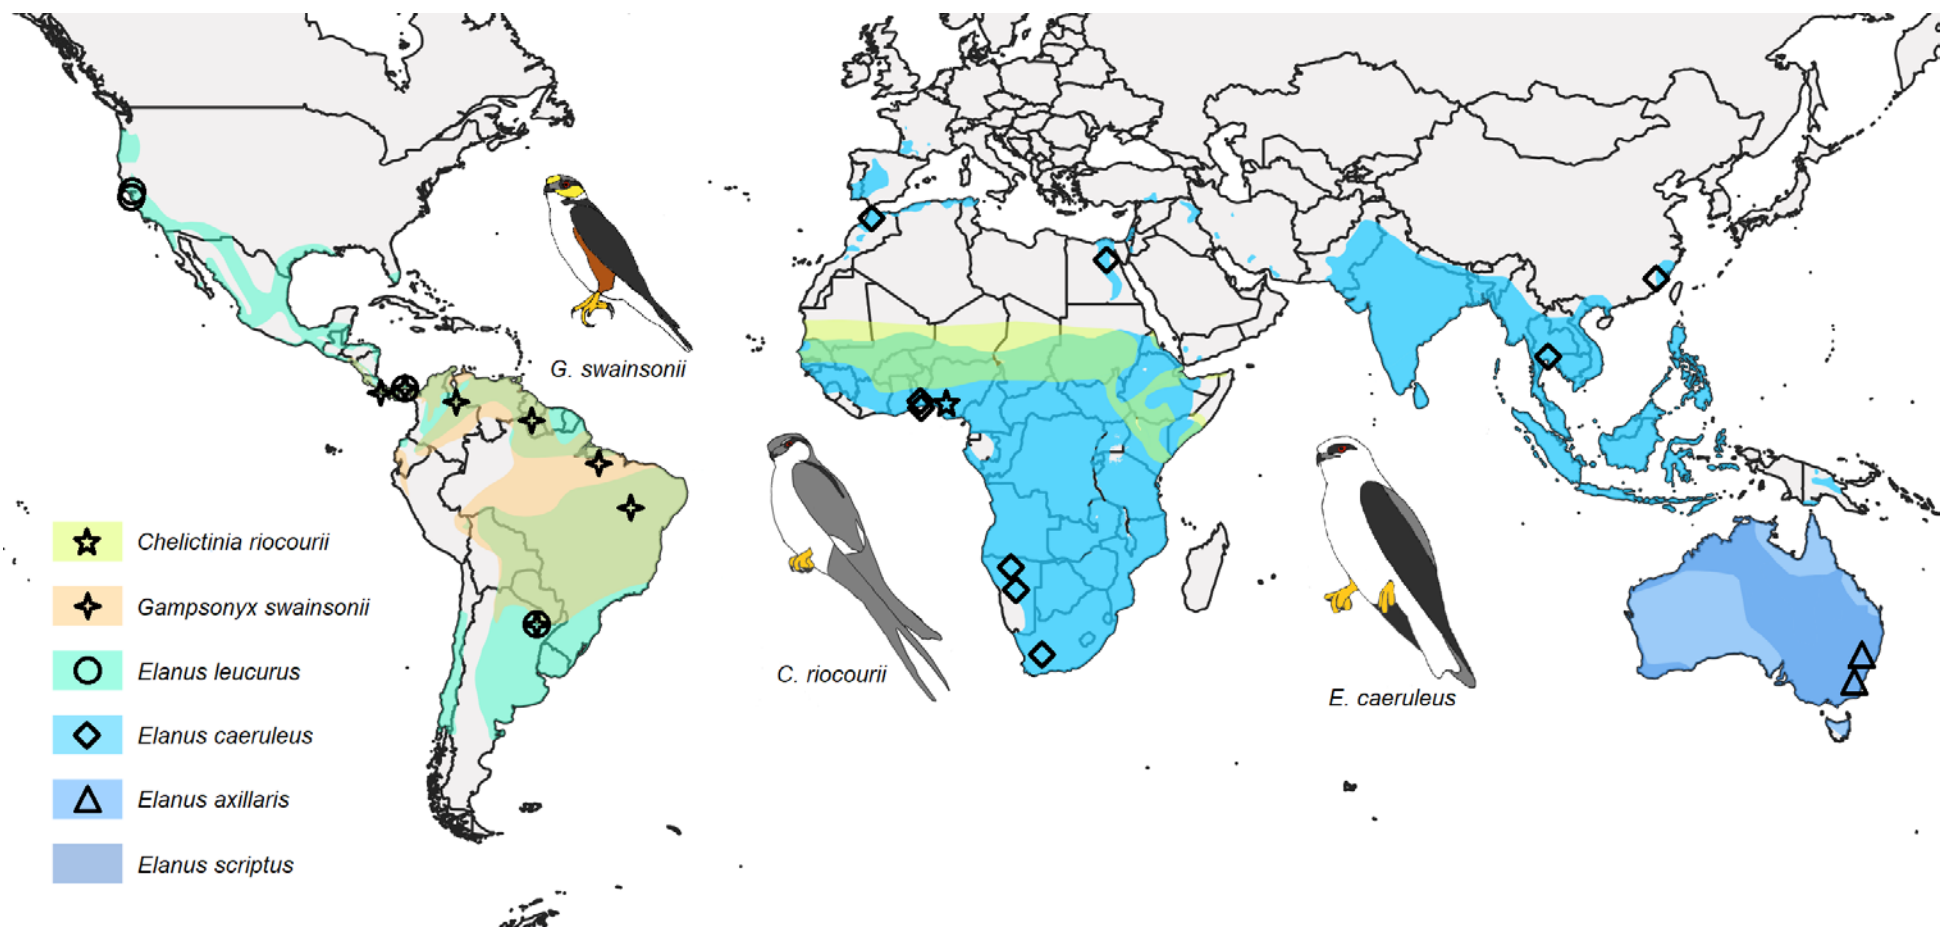 G. swainsonii
C. riocourii
E. caeruleus
Chelictinia riocourii
Gampsonyx swainsonii
Elanus leucurus
Elanus caeruleus
Elanus axillaris
Elanus scriptus